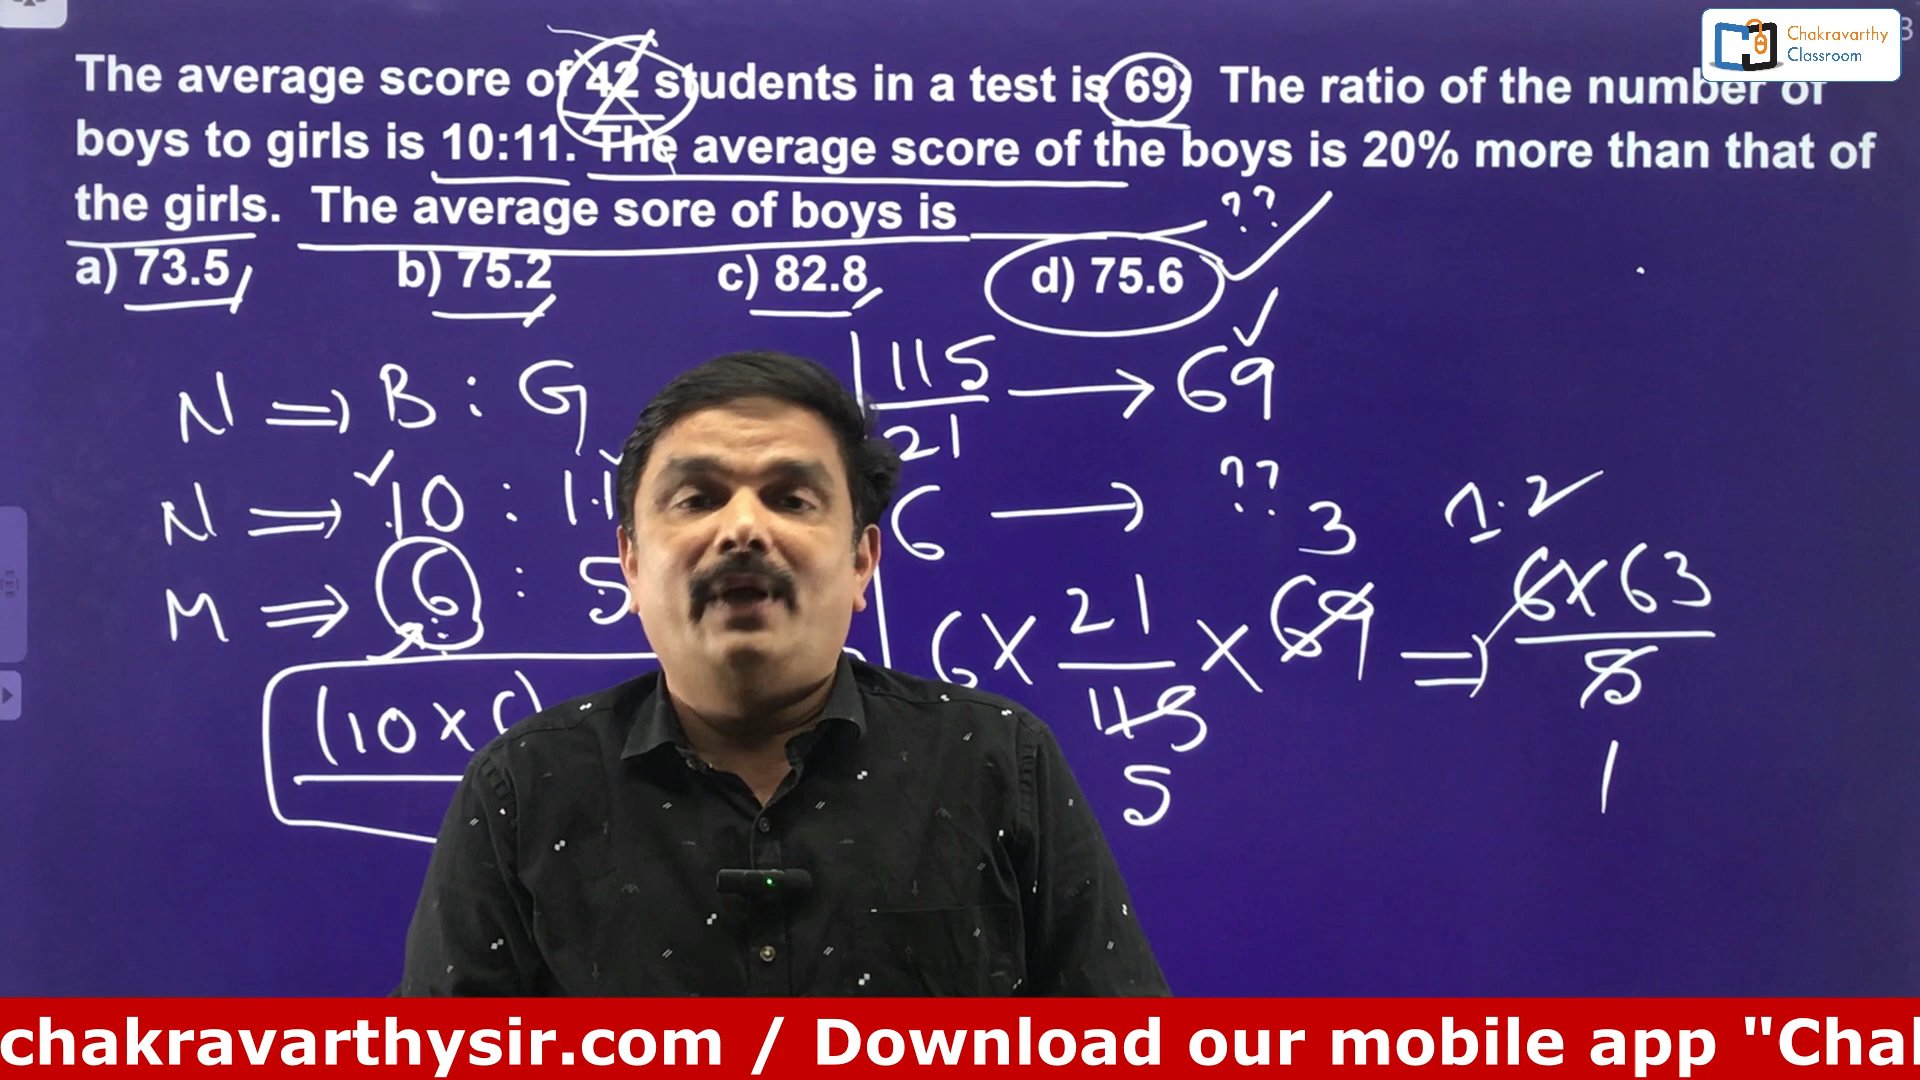 Chakravarthy
Classroom
The average score of 42 students in a test is 69. The ratio of the number of
boys to girls is 10:11. The average score of the boys is 20% more than that of
the girls. The average sore of boys is ??
a) 73.5 b) 75.2 c) 82.8 d) 75.6
N ⇒ B : G
115/21 → 69
N ⇒ 10 : 11
6 → ??
M ⇒ 6 : 5
3
1.2
6 × 21/115 × 69 ⇒ 6×63/5
(10 × 6)
5
1
chakravarthysir.com / Download our mobile app "Chal